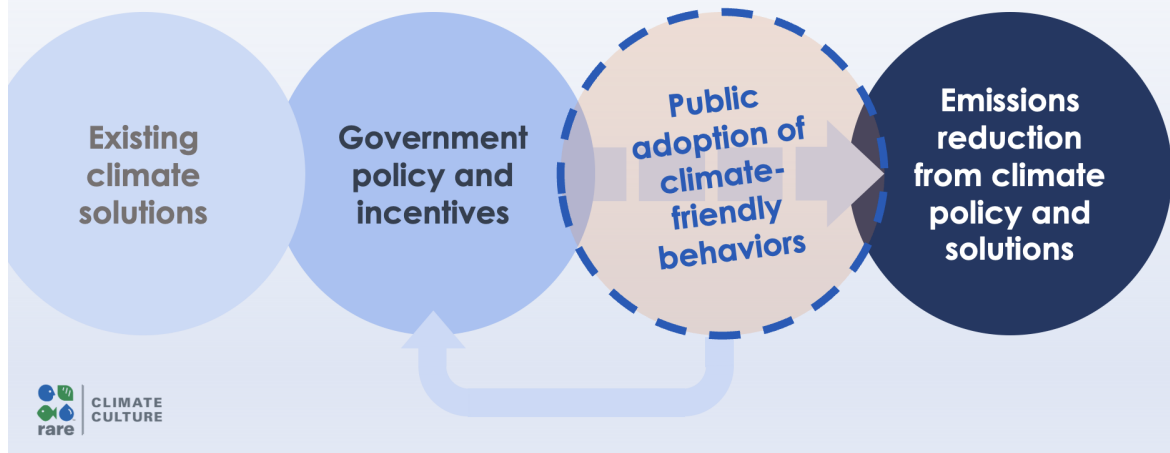 Existing
climate
solutions
Government
policy and
incentives
Public
adoption of
climate-
friendly
behaviors
Emissions
reduction
from climate
policy and
solutions
rare
CLIMATE
CULTURE